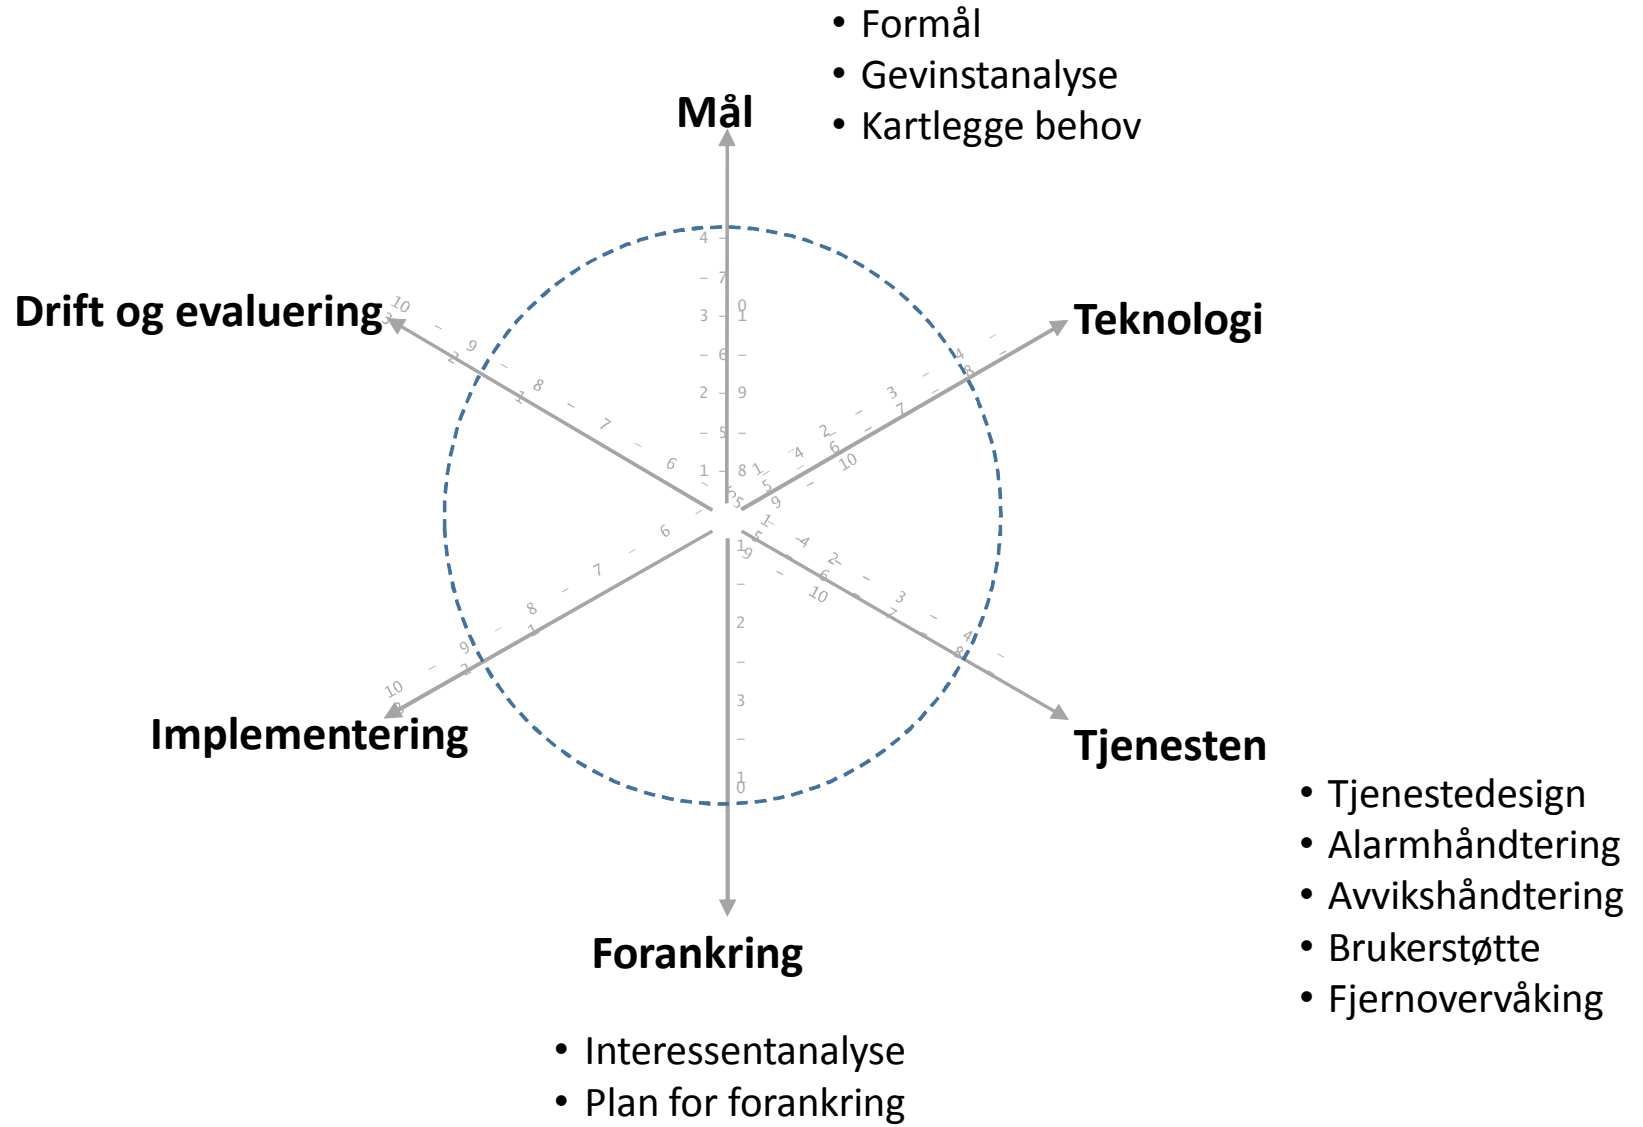 • Formål
• Gevinstanalyse
• Kartlegge behov
Mål
Drift og evaluering
Teknologi
Implementering
Tjenesten
• Tjenestedesign
• Alarmhåndtering
• Avvikshåndtering
• Brukerstøtte
• Fjernovervåking
Forankring
• Interessentanalyse
• Plan for forankring